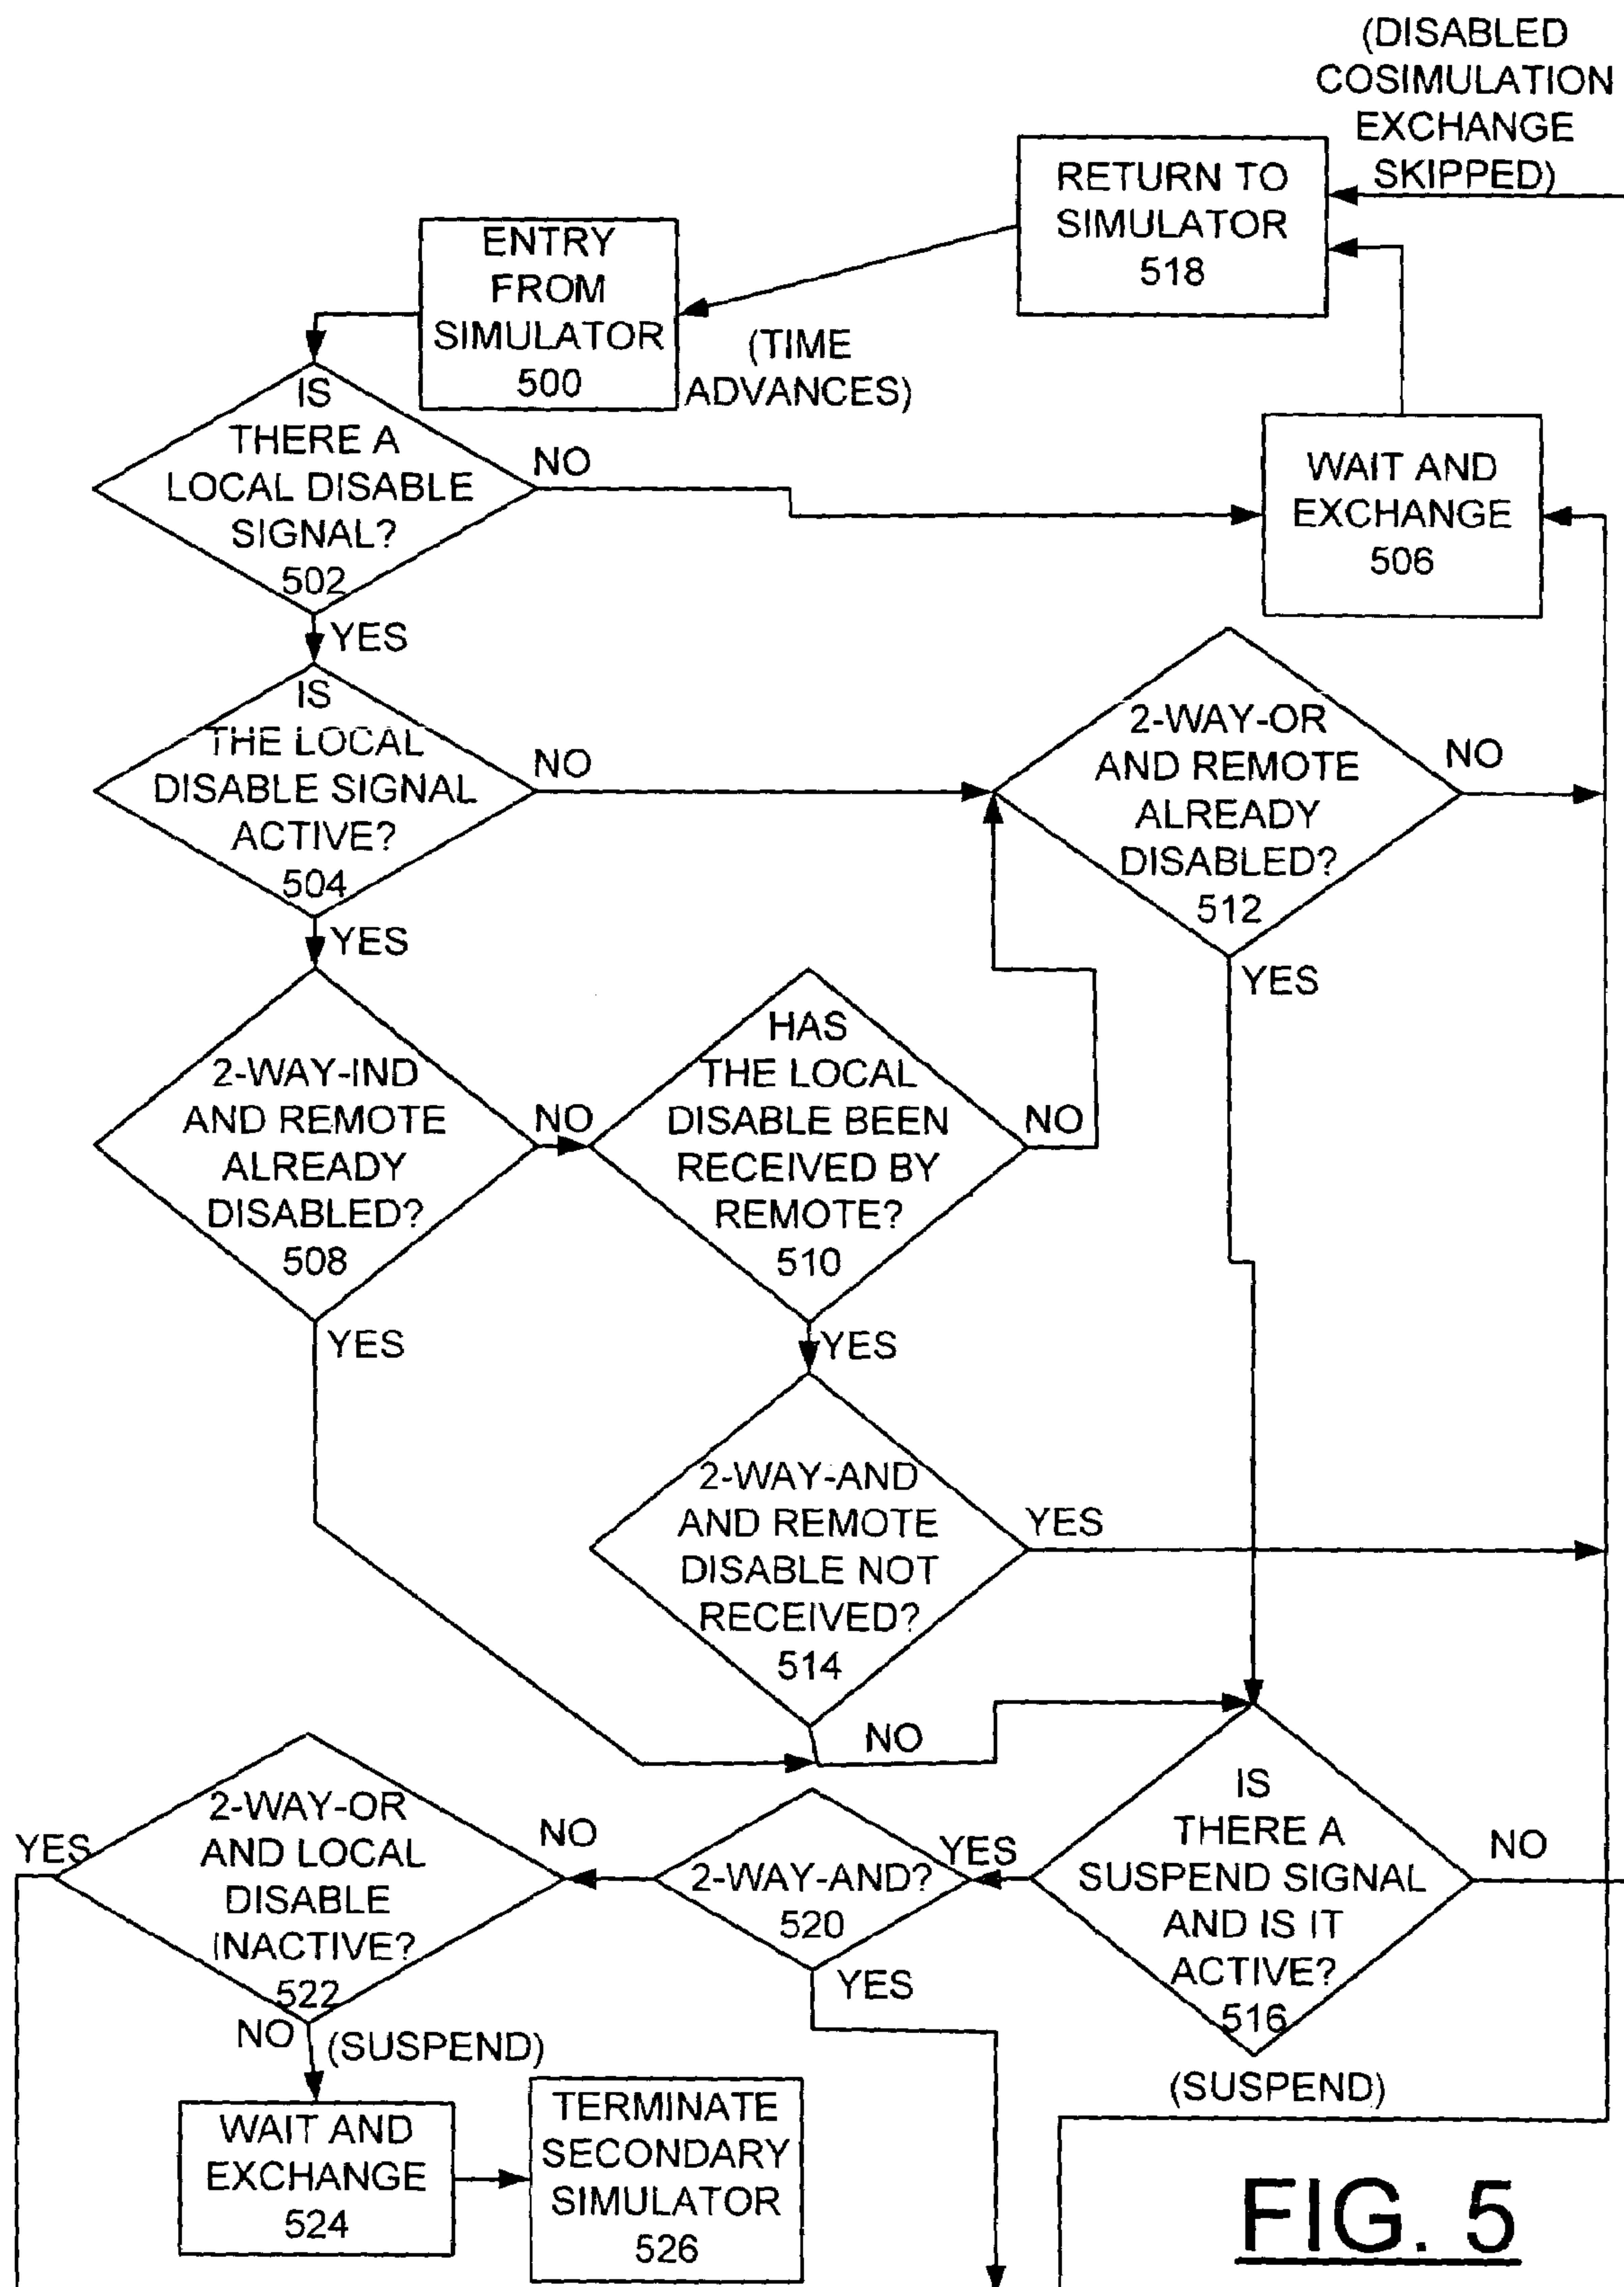 (DISABLED
COSIMULATION
EXCHANGE
SKIPPED)
RETURN TO
SIMULATOR
518
ENTRY
FROM
SIMULATOR
500
(TIME
ADVANCES)
IS
THERE A
LOCAL DISABLE
SIGNAL?
502
NO
WAIT AND
EXCHANGE
506
YES
IS
THE LOCAL
DISABLE SIGNAL
ACTIVE?
504
NO
2-WAY-OR
AND REMOTE
ALREADY
DISABLED?
512
NO
YES
YES
2-WAY-IND
AND REMOTE
ALREADY
DISABLED?
508
NO
HAS
THE LOCAL
DISABLE BEEN
RECEIVED BY
REMOTE?
510
NO
YES
YES
2-WAY-AND
AND REMOTE
DISABLE NOT
RECEIVED?
514
YES
NO
IS
THERE A
SUSPEND SIGNAL
AND IS IT
ACTIVE?
516
NO
YES
2-WAY-AND?
520
NO
YES
2-WAY-OR
AND LOCAL
DISABLE
INACTIVE?
522
YES
NO
(SUSPEND)
(SUSPEND)
WAIT AND
EXCHANGE
524
TERMINATE
SECONDARY
SIMULATOR
526
FIG. 5